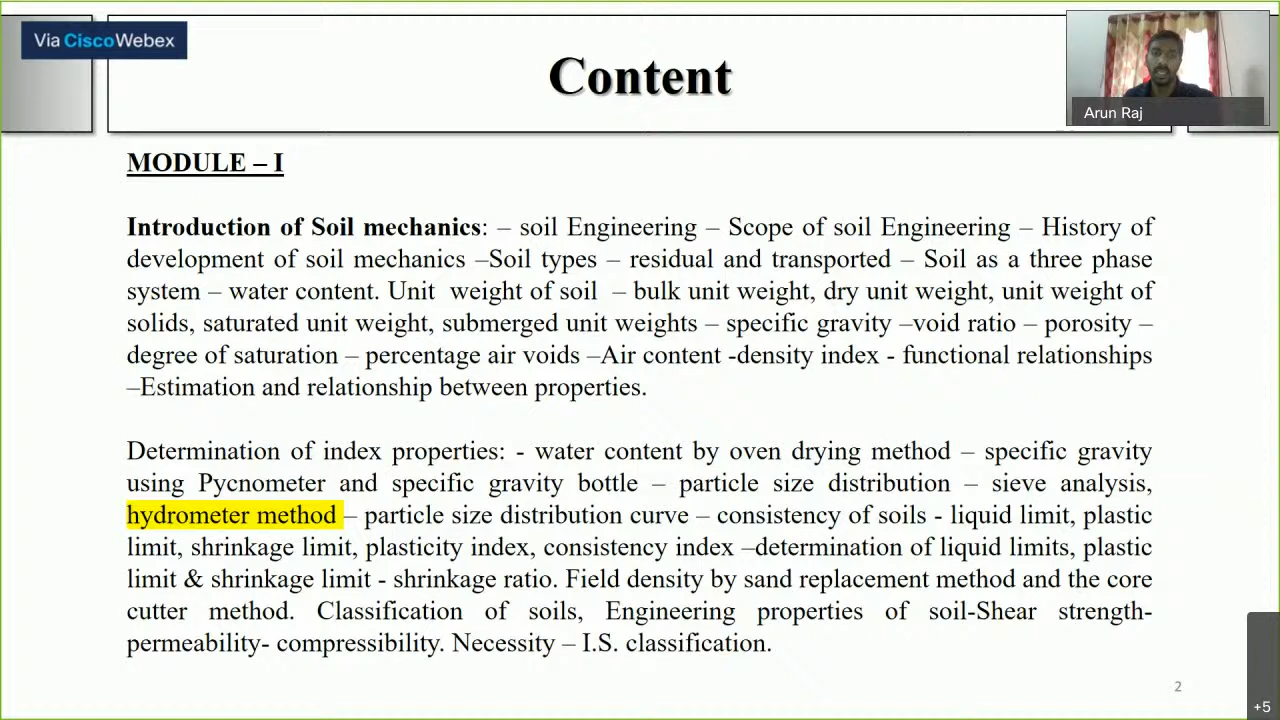 Via CiscoWebex
Content
Arun Raj
MODULE – I
Introduction of Soil mechanics: – soil Engineering – Scope of soil Engineering – History of
development of soil mechanics –Soil types – residual and transported – Soil as a three phase
system – water content. Unit weight of soil – bulk unit weight, dry unit weight, unit weight of
solids, saturated unit weight, submerged unit weights – specific gravity –void ratio – porosity –
degree of saturation – percentage air voids –Air content -density index - functional relationships
–Estimation and relationship between properties.
Determination of index properties: - water content by oven drying method – specific gravity
using Pycnometer and specific gravity bottle – particle size distribution – sieve analysis,
hydrometer method – particle size distribution curve – consistency of soils - liquid limit, plastic
limit, shrinkage limit, plasticity index, consistency index –determination of liquid limits, plastic
limit & shrinkage limit - shrinkage ratio. Field density by sand replacement method and the core
cutter method. Classification of soils, Engineering properties of soil-Shear strength-
permeability- compressibility. Necessity – I.S. classification.
2
+5